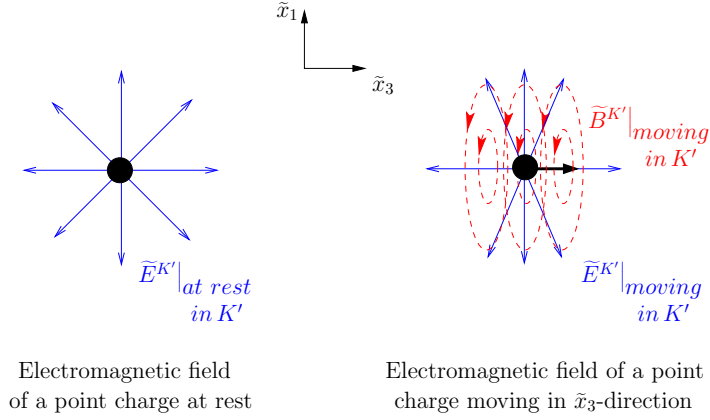 x̃₁
x̃₃
B̃^{K′}|moving
in K′
Ẽ^{K′}|at rest
in K′
Ẽ^{K′}|moving
in K′
Electromagnetic field
of a point charge at rest
Electromagnetic field of a point
charge moving in x̃₃-direction